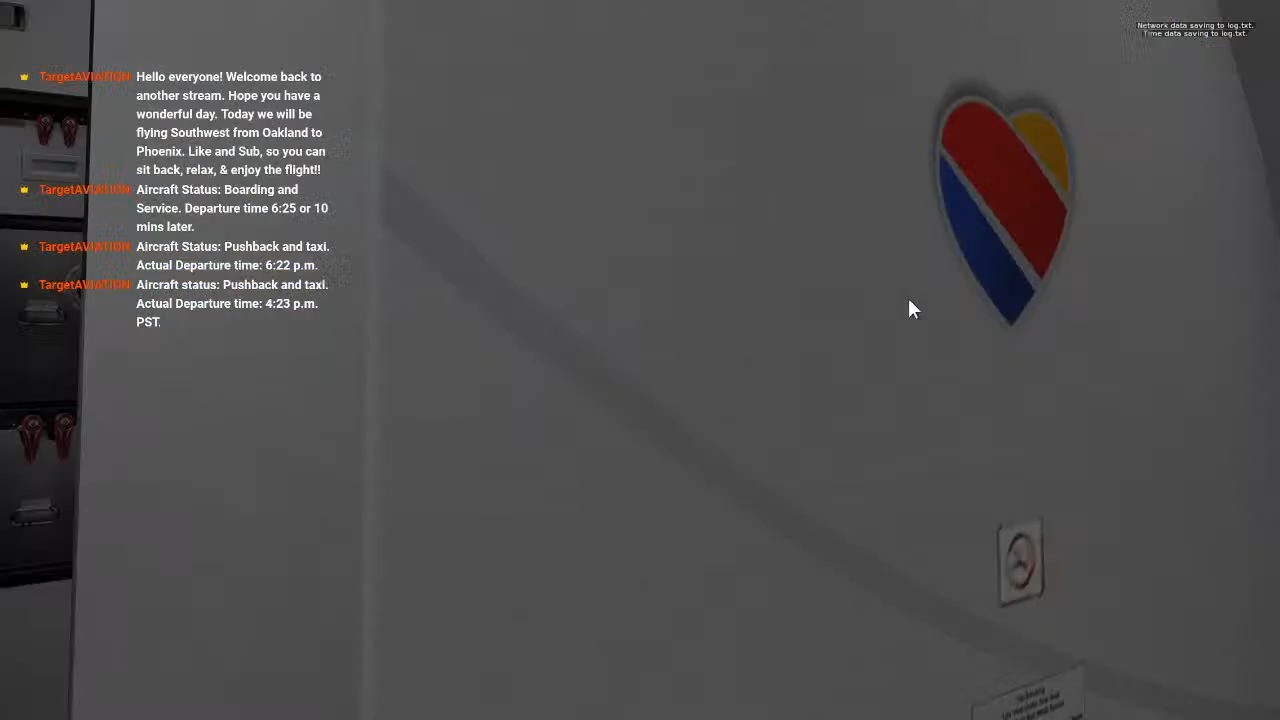 Network data saving to log.txt.
Time data saving to log.txt.
TargetAVIATION Hello everyone! Welcome back to
another stream. Hope you have a
wonderful day. Today we will be
flying Southwest from Oakland to
Phoenix. Like and Sub, so you can
sit back, relax, & enjoy the flight!!
TargetAVIATION Aircraft Status: Boarding and
Service. Departure time 6:25 or 10
mins later.
TargetAVIATION Aircraft Status: Pushback and taxi.
Actual Departure time: 6:22 p.m.
TargetAVIATION Aircraft status: Pushback and taxi.
Actual Departure time: 4:23 p.m.
PST.